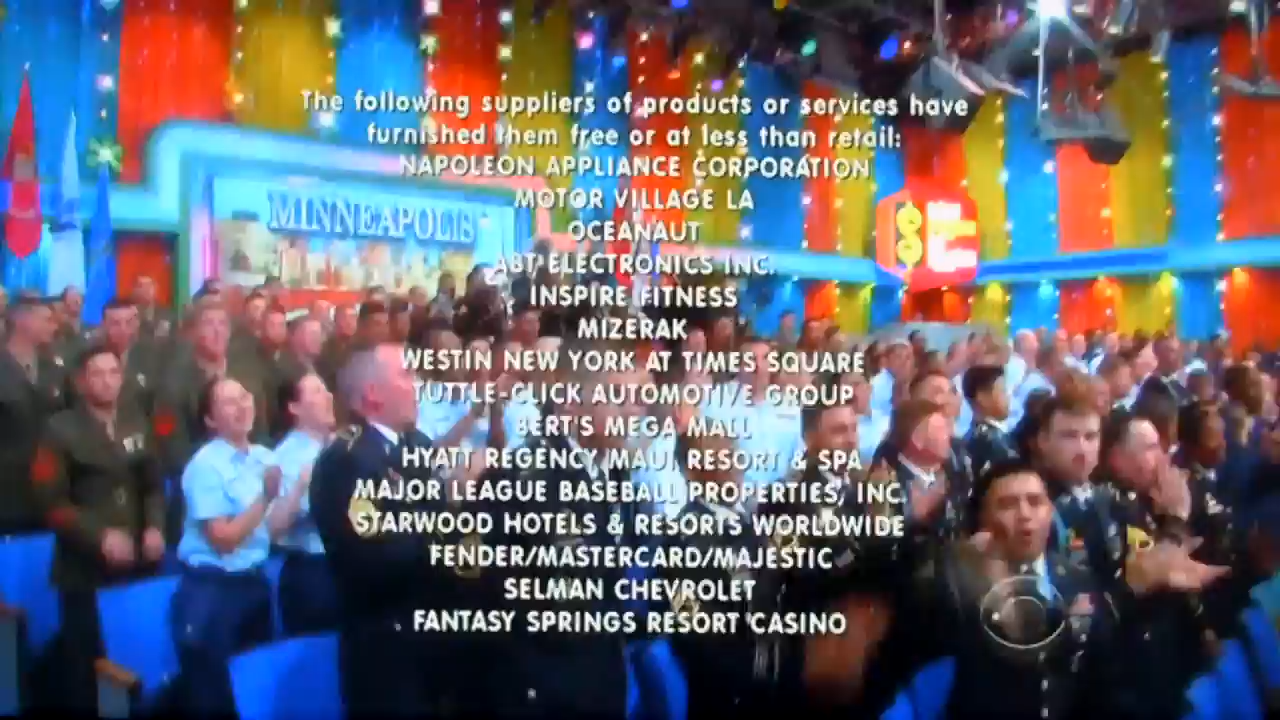 The following suppliers of products or services have
furnished them free or at less than retail:
NAPOLEON APPLIANCE CORPORATION
MOTOR VILLAGE LA
MINNEAPOLIS
OCEANAUT
ABT ELECTRONICS INC.
INSPIRE FITNESS
MIZERAK
WESTIN NEW YORK AT TIMES SQUARE
TUTTLE-CLICK AUTOMOTIVE GROUP
BERT'S MEGA MALL
HYATT REGENCY MAUI RESORT & SPA
MAJOR LEAGUE BASEBALL PROPERTIES, INC.
STARWOOD HOTELS & RESORTS WORLDWIDE
FENDER/MASTERCARD/MAJESTIC
SELMAN CHEVROLET
FANTASY SPRINGS RESORT CASINO